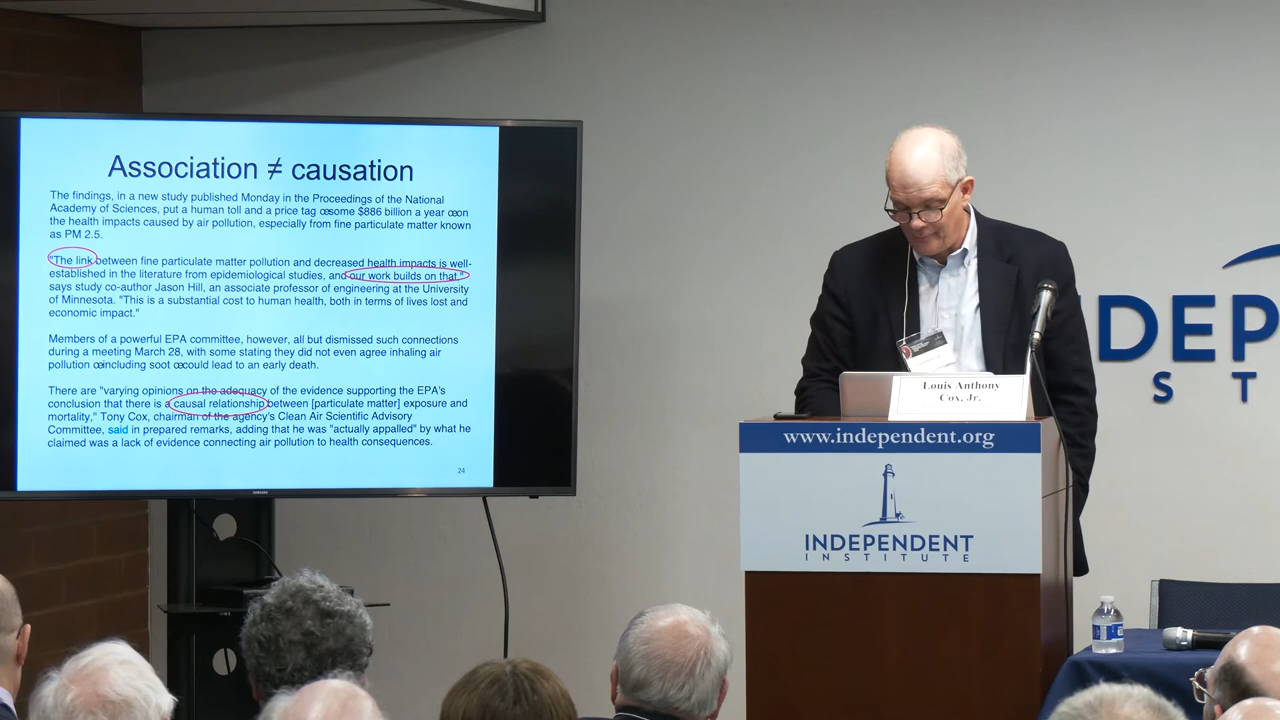 Association ≠ causation
The findings, in a new study published Monday in the Proceedings of the National
Academy of Sciences, put a human toll and a price tag œsome $886 billion a year œon
the health impacts caused by air pollution, especially from fine particulate matter known
as PM 2.5.
"The link between fine particulate matter pollution and decreased health impacts is well-
established in the literature from epidemiological studies, and our work builds on that,"
says study co-author Jason Hill, an associate professor of engineering at the University
of Minnesota. "This is a substantial cost to human health, both in terms of lives lost and
economic impact."
Members of a powerful EPA committee, however, all but dismissed such connections
during a meeting March 28, with some stating they did not even agree inhaling air
pollution œincluding soot œcould lead to an early death.
There are "varying opinions on the adequacy of the evidence supporting the EPA's
conclusion that there is a causal relationship between [particulate matter] exposure and
mortality," Tony Cox, chairman of the agency's Clean Air Scientific Advisory
Committee, said in prepared remarks, adding that he was "actually appalled" by what he
claimed was a lack of evidence connecting air pollution to health consequences.
24
SAMSUNG
Louis Anthony
Cox, Jr.
www.independent.org
INDEPENDENT
INSTITUTE
INDEP
ST